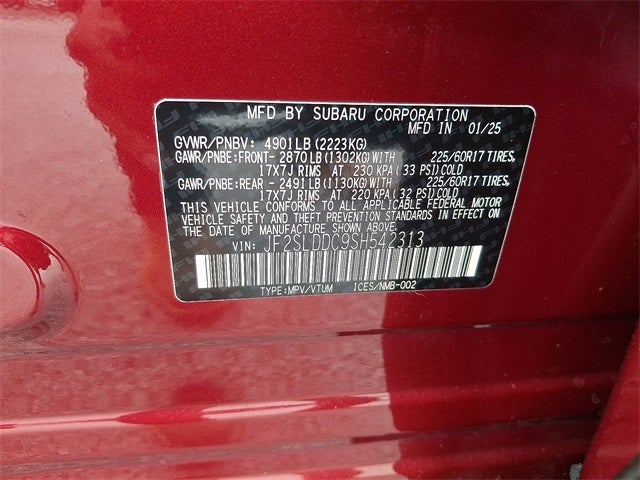 MFD BY SUBARU CORPORATION
MFD IN 01/25
GVWR/PNBV: 4901LB(2223KG)
GAWR/PNBE:FRONT-2870LB(1302KG)WITH 225/60R17 TIRES,
17X7J RIMS AT 230 KPA(33 PSI)COLD
GAWR/PNBE:REAR -2491LB(1130KG)WITH 225/60R17 TIRES,
17X7J RIMS AT 220 KPA(32 PSI)COLD
THIS VEHICLE CONFORMS TO ALL APPLICABLE FEDERAL MOTOR
VEHICLE SAFETY AND THEFT PREVENTION STANDARDS IN EFFECT ON
THE DATE OF MANUFACTURE SHOWN ABOVE.
VIN: JF2SLDDC9SH542313
TYPE:MPV/VTUM ICES/NMB-002